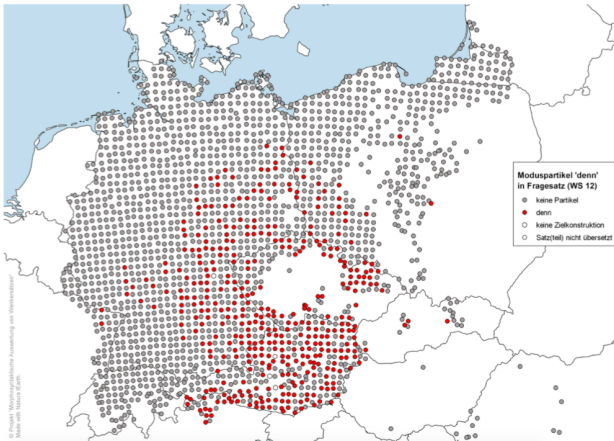 Moduspartikel 'denn'
in Fragesatz (WS 12)
keine Partikel
denn
keine Zielkonstruktion
Satz(teil) nicht übersetzt
© Projekt "Morphosyntaktische Auswertung von Wenkersätzen"
Made with Natural Earth